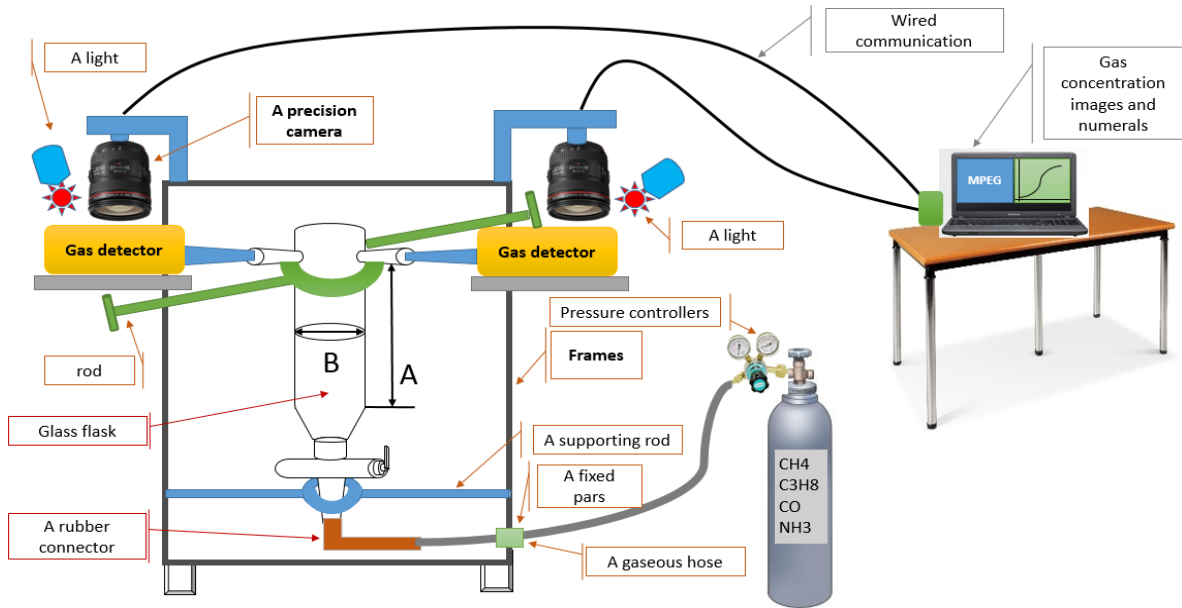 Wired
communication
A light
Gas
concentration
images and
numerals
A precision
camera
MPEG
Gas detector
Gas detector
A light
Pressure controllers
rod
B
A
Frames
Glass flask
A supporting rod
A fixed
pars
CH4
C3H8
CO
NH3
A rubber
connector
A gaseous hose